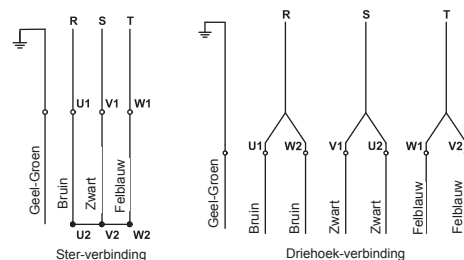 R S T
U1 V1 W1
Geel-Groen
Bruin
Zwart
Felblauw
U2 V2 W2
Ster-verbinding
R S T
U1 W2 V1 U2 W1 V2
Geel-Groen
Bruin
Bruin
Zwart
Zwart
Felblauw
Felblauw
Driehoek-verbinding